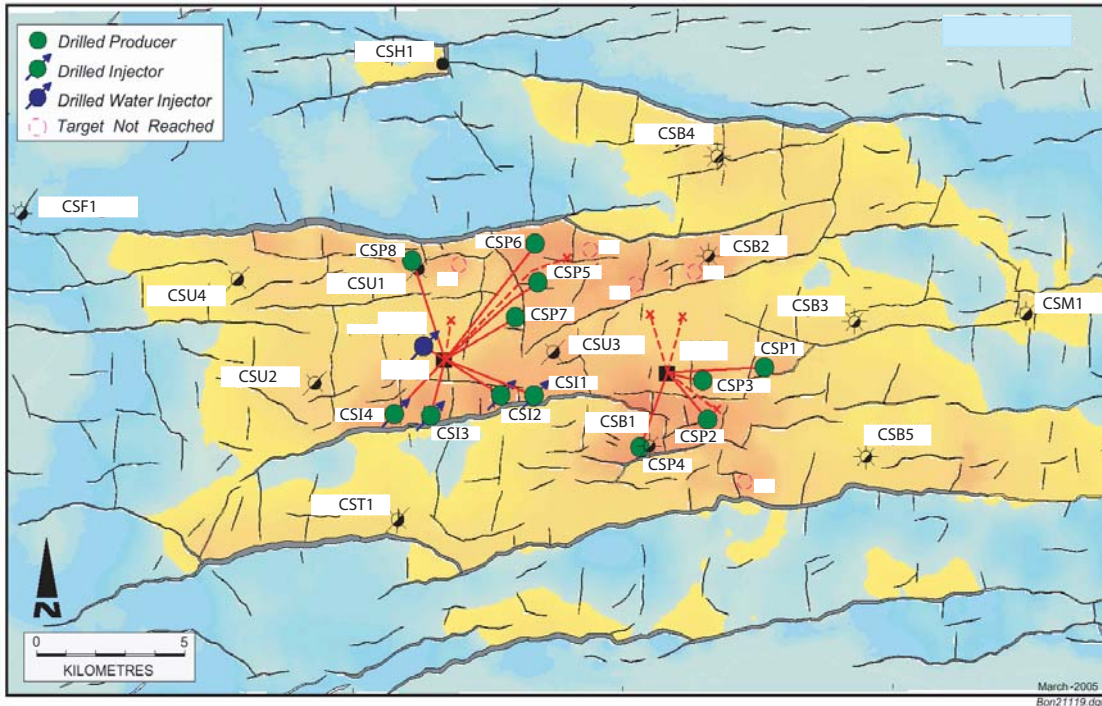 Drilled Producer
Drilled Injector
Drilled Water Injector
Target Not Reached
CSH1
CSB4
CSF1
CSP8
CSP6
CSB2
CSU1
CSP5
CSU4
CSB3
CSM1
CSP7
CSU3
CSP1
CSU2
CSI1
CSP3
CSI4
CSI2
CSI3
CSB1
CSP2
CSB5
CSP4
CST1
N
0 5
KILOMETRES
March -2005
Bon21119.dgn